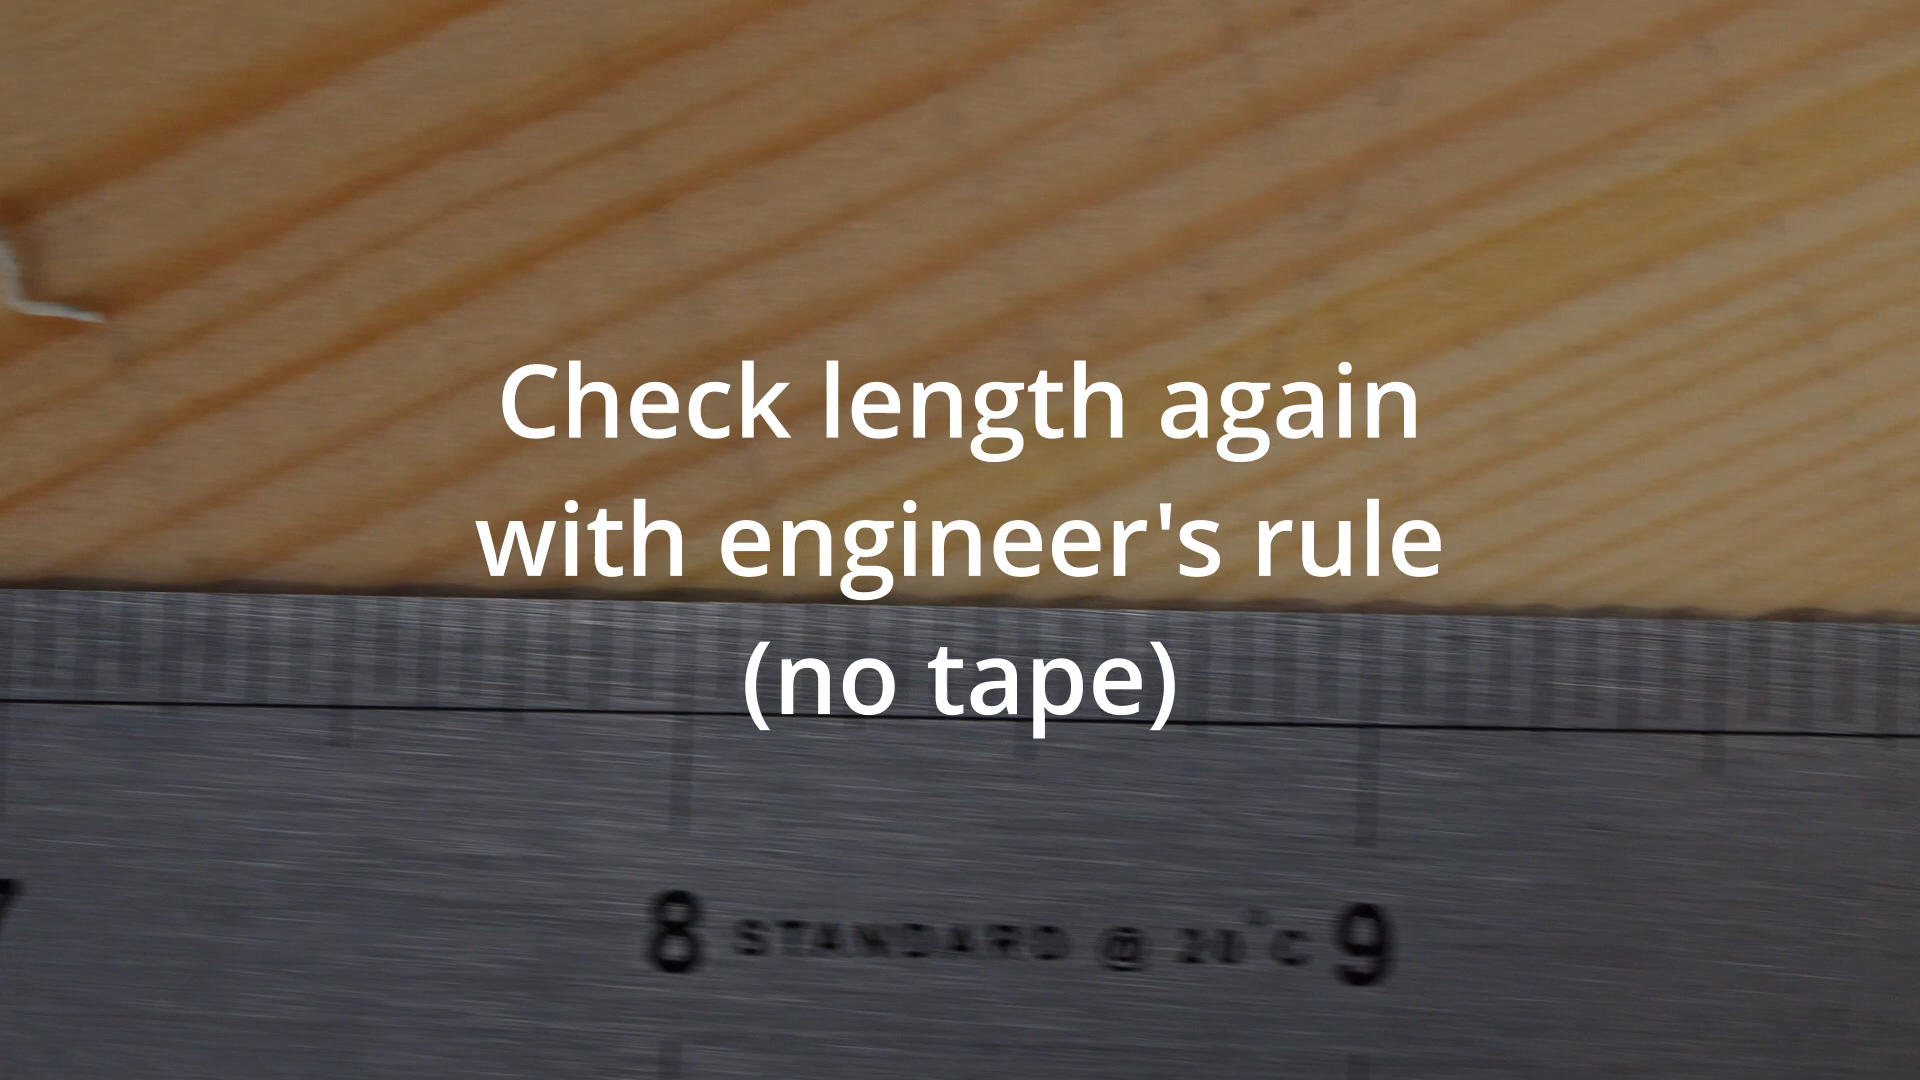 Check length again
with engineer's rule
(no tape)
8 STANDARD @ 20°C 9